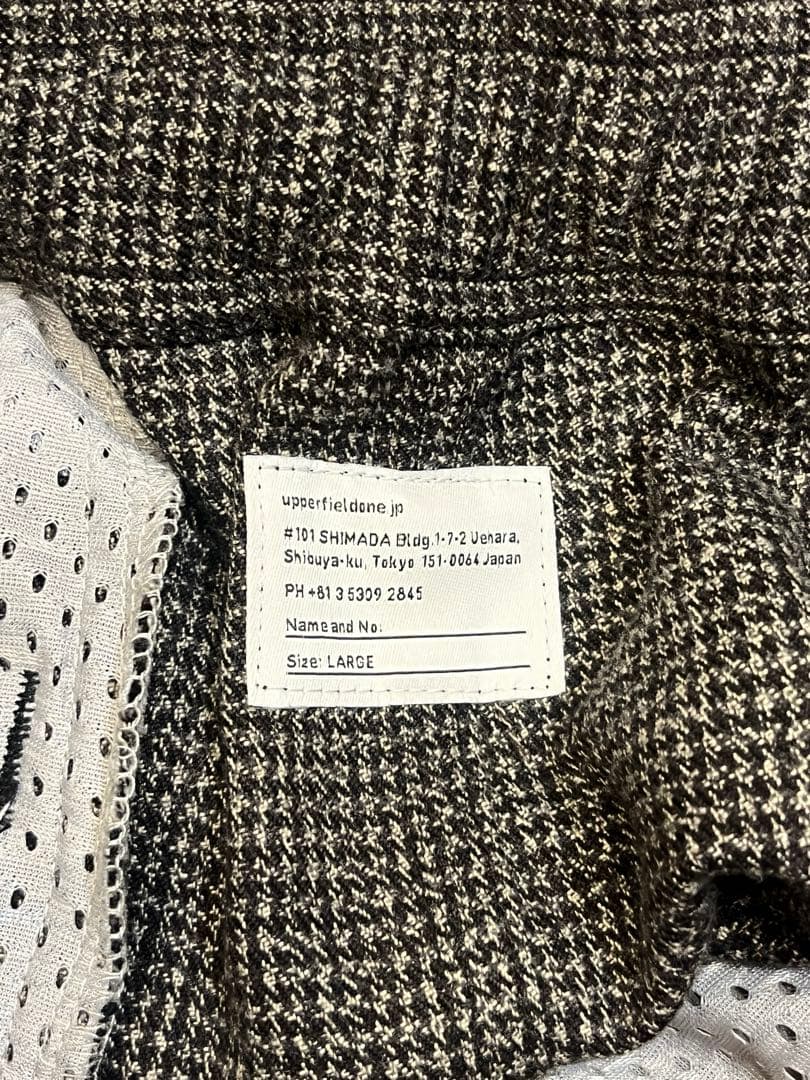 upperfieldone.jp
#101 SHIMADA Bldg.1-7-2 Uehara,
Shibuya-ku, Tokyo 151-0064 Japan
PH +81 3 5309 2845
Name and No:
Size: LARGE